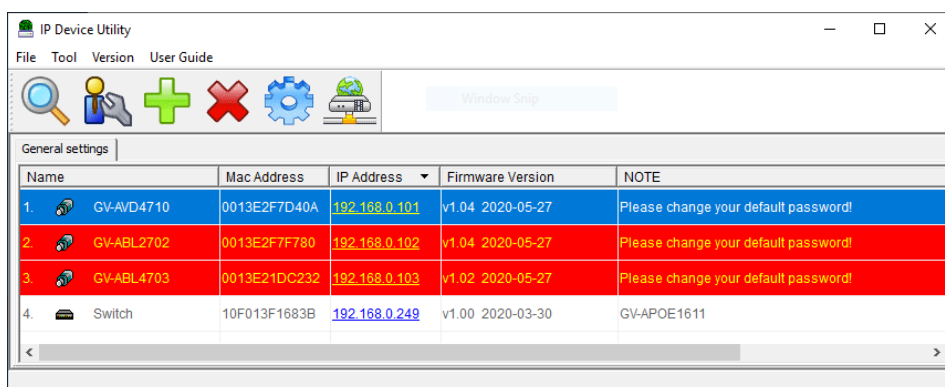 IP Device Utility
File Tool Version User Guide
Window Snip
General settings
Name Mac Address IP Address Firmware Version NOTE
1. GV-AVD4710 0013E2F7D40A 192.168.0.101 v1.04 2020-05-27 Please change your default password!
2. GV-ABL2702 0013E2F7F780 192.168.0.102 v1.04 2020-05-27 Please change your default password!
3. GV-ABL4703 0013E21DC232 192.168.0.103 v1.02 2020-05-27 Please change your default password!
4. Switch 10F013F1683B 192.168.0.249 v1.00 2020-03-30 GV-APOE1611